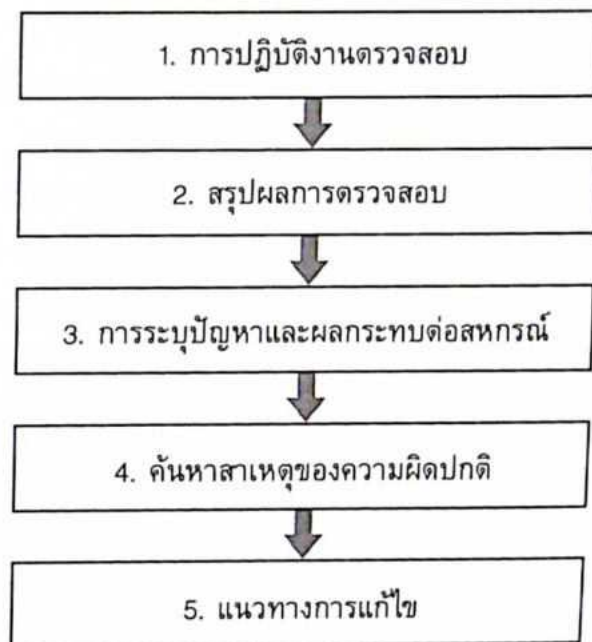 1. การปฏิบัติงานตรวจสอบ
2. สรุปผลการตรวจสอบ
3. การระบุปัญหาและผลกระทบต่อสหกรณ์
4. ค้นหาสาเหตุของความผิดปกติ
5. แนวทางการแก้ไข